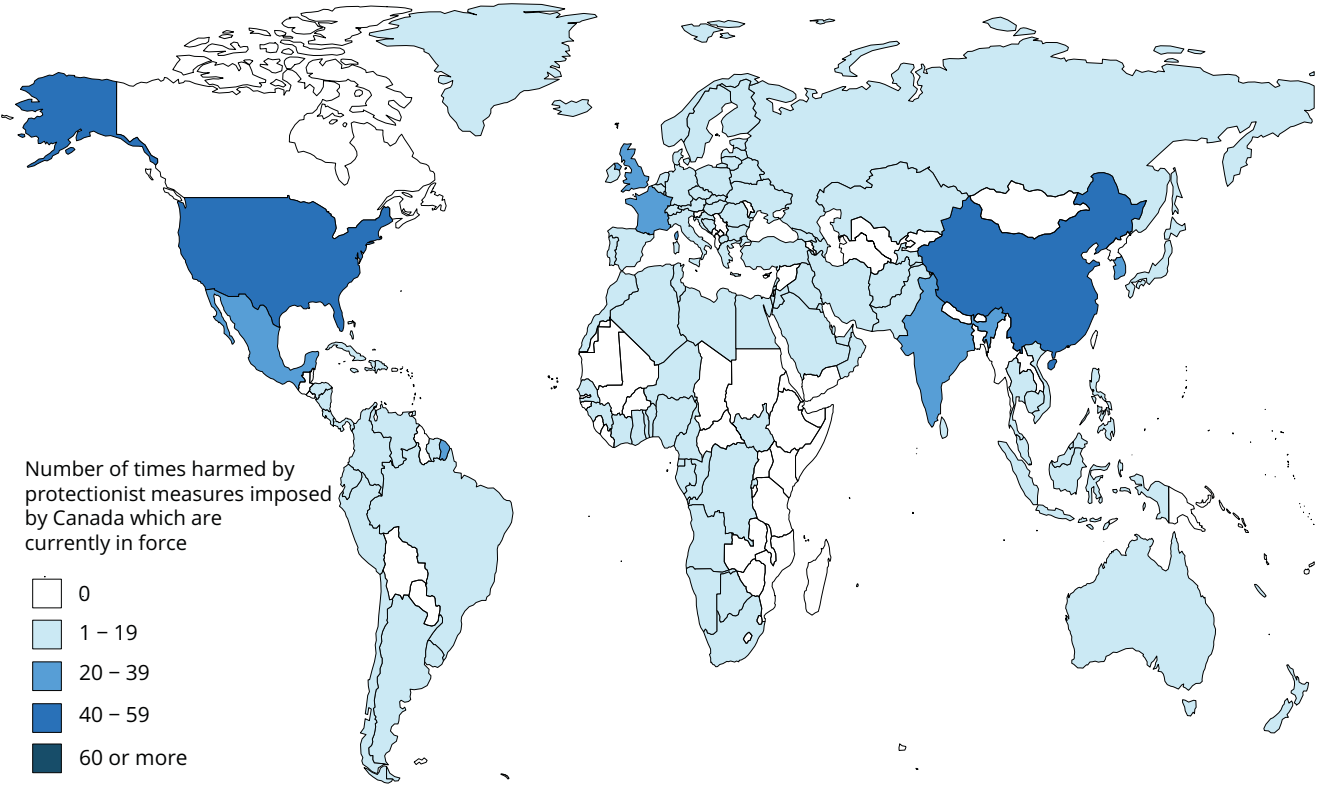 Number of times harmed by
protectionist measures imposed
by Canada which are
currently in force
0
1 – 19
20 – 39
40 – 59
60 or more